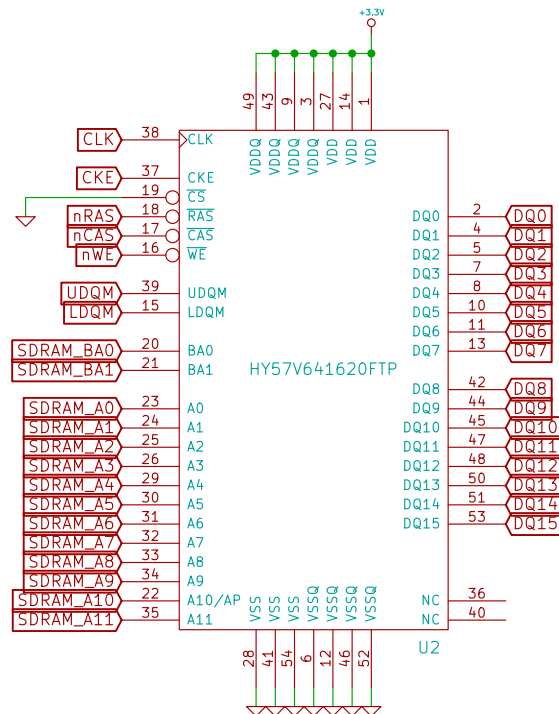 +3.3V
49 43 9 3 27 14 1
VDDQ VDDQ VDDQ VDDQ VDD VDD VDD
CLK 38 CLK
CKE 37 CKE
19 CS
nRAS 18 RAS
nCAS 17 CAS
nWE 16 WE
UDQM 39 UDQM
LDQM 15 LDQM
SDRAM_BA0 20 BA0
SDRAM_BA1 21 BA1
HY57V641620FTP
SDRAM_A0 23 A0
SDRAM_A1 24 A1
SDRAM_A2 25 A2
SDRAM_A3 26 A3
SDRAM_A4 29 A4
SDRAM_A5 30 A5
SDRAM_A6 31 A6
SDRAM_A7 32 A7
SDRAM_A8 33 A8
SDRAM_A9 34 A9
SDRAM_A10 22 A10/AP
SDRAM_A11 35 A11
DQ0 2 DQ0
DQ1 4 DQ1
DQ2 5 DQ2
DQ3 7 DQ3
DQ4 8 DQ4
DQ5 10 DQ5
DQ6 11 DQ6
DQ7 13 DQ7
DQ8 42 DQ8
DQ9 44 DQ9
DQ10 45 DQ10
DQ11 47 DQ11
DQ12 48 DQ12
DQ13 50 DQ13
DQ14 51 DQ14
DQ15 53 DQ15
NC 36
NC 40
VSS VSS VSS VSSQ VSSQ VSSQ VSSQ
28 41 54 6 12 46 52
U2